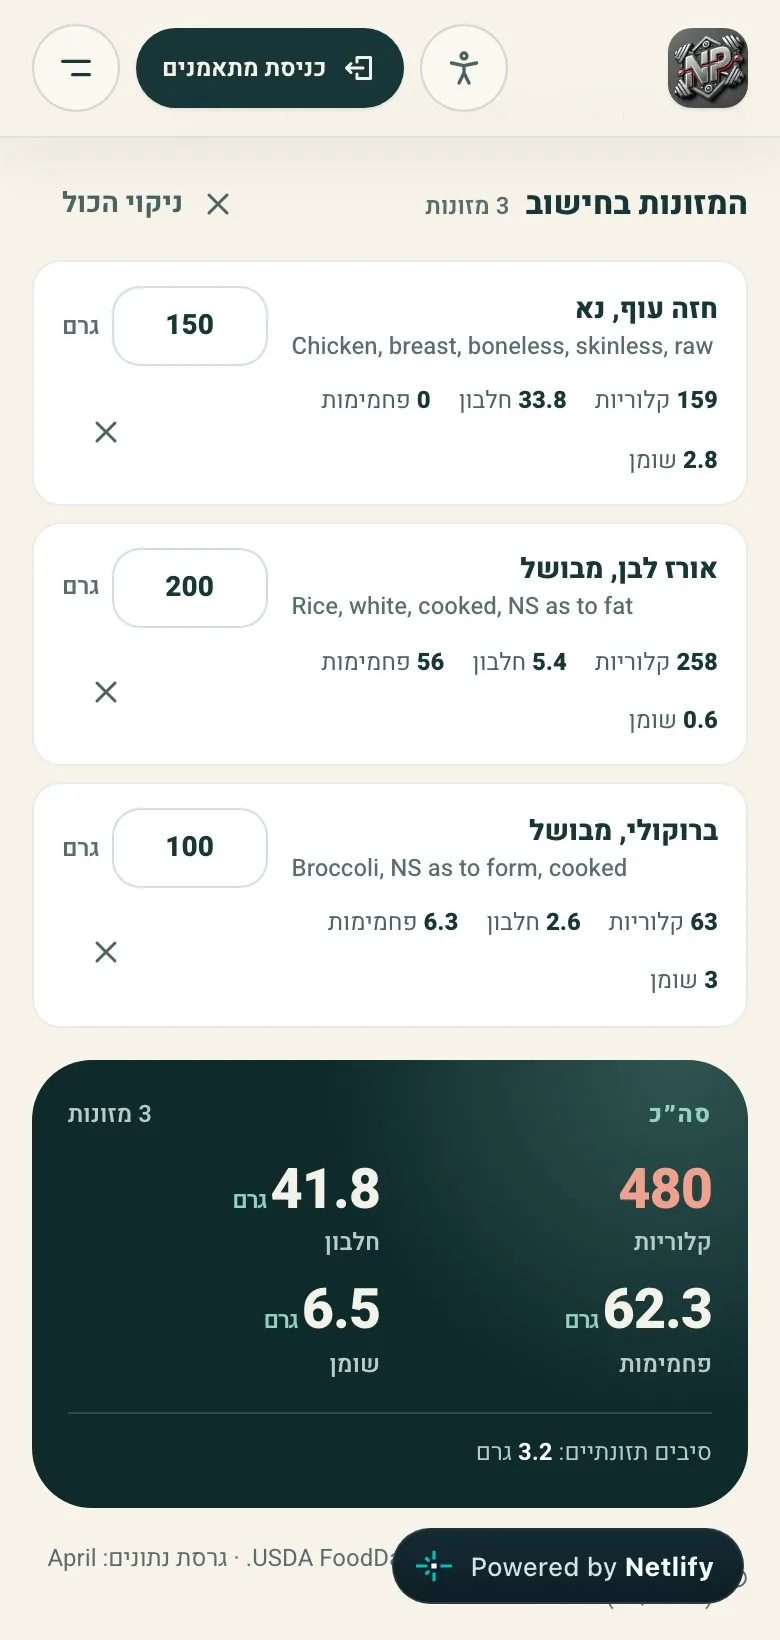 NP
כניסת מתאמנים
המזונות בחישוב 3 מזונות
ניקוי הכול
חזה עוף, נא
Chicken, breast, boneless, skinless, raw
150 גרם
159 קלוריות 33.8 חלבון 0 פחמימות
2.8 שומן
אורז לבן, מבושל
Rice, white, cooked, NS as to fat
200 גרם
258 קלוריות 5.4 חלבון 56 פחמימות
0.6 שומן
ברוקולי, מבושל
Broccoli, NS as to form, cooked
100 גרם
63 קלוריות 2.6 חלבון 6.3 פחמימות
3 שומן
סה״כ
3 מזונות
480
קלוריות
41.8 גרם
חלבון
62.3 גרם
פחמימות
6.5 גרם
שומן
סיבים תזונתיים: 3.2 גרם
USDA. · גרסת נתונים: April
Powered by Netlify